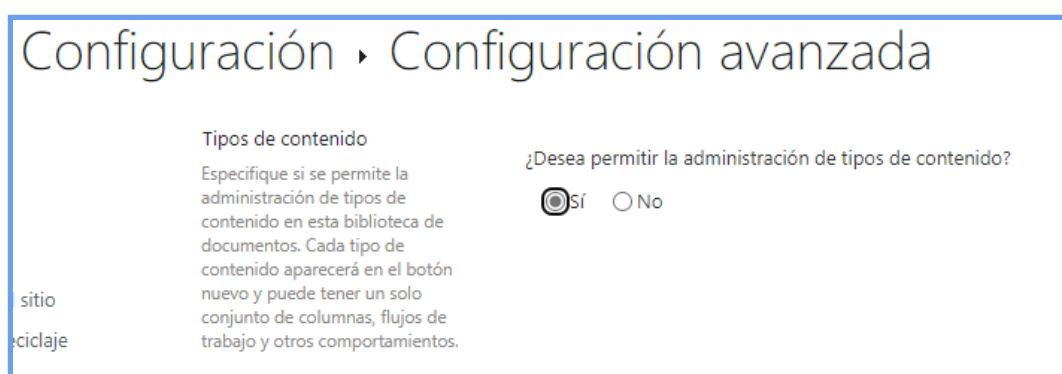 Configuración ▸ Configuración avanzada
Tipos de contenido
Especifique si se permite la
administración de tipos de
contenido en esta biblioteca de
documentos. Cada tipo de
contenido aparecerá en el botón
nuevo y puede tener un solo
conjunto de columnas, flujos de
trabajo y otros comportamientos.
¿Desea permitir la administración de tipos de contenido?
Sí No
sitio
eciclaje